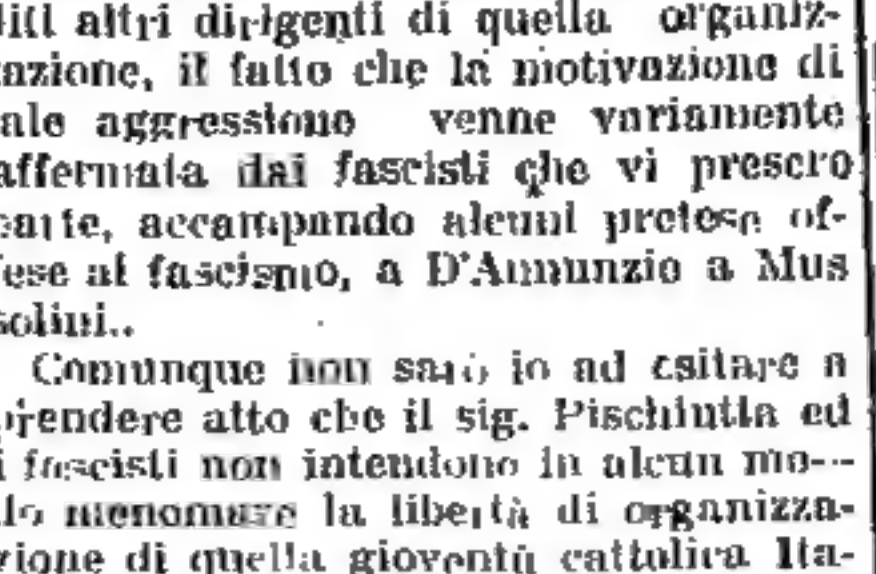 altri dirigenti di quella organiz-
zazione, il fatto che la motivazione di
tale aggressione venne variamente
affermata dai fascisti che vi presero
parte, accampando alcuni pretese of-
fese al fascismo, a D'Annunzio a Mus
solini..
Comunque non sarò io ad esitare a
prendere atto che il sig. Pischiutta ed
i fascisti non intendono in alcun mo-
do menomare la libertà di organizza-
zione di quella gioventù cattolica Ita-